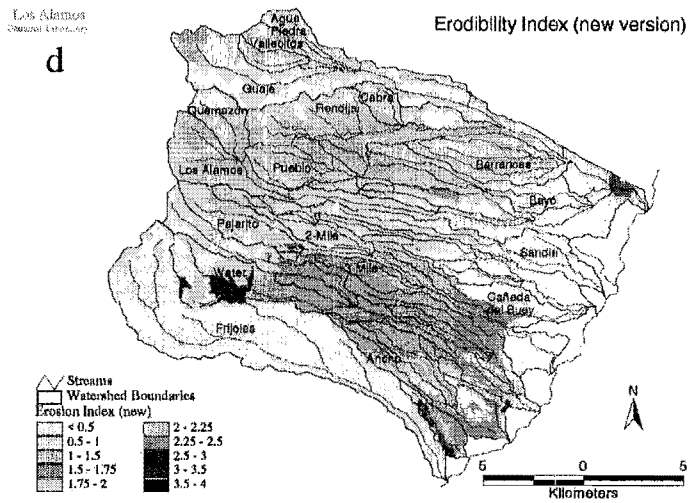 Los Alamos
National Laboratory
Erodibility Index (new version)
d
Agua
Piedra
Vallecitos
Guaje
Cabra
Rendija
Quemazon
Barrancas
Los Alamos
Pueblo
Bayo
Pajarito
2-Mile
Sandia
Water
3 Mile
Cañada
del Buey
Frijoles
Ancho
Streams
Watershed Boundaries
Erosion Index (new)
< 0.5
0.5 - 1
1 - 1.5
1.5 - 1.75
1.75 - 2
2 - 2.25
2.25 - 2.5
2.5 - 3
3 - 3.5
3.5 - 4
N
5 0 5
Kilometers